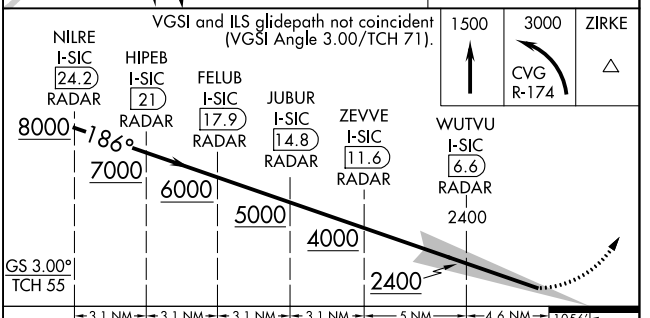 VGSI and ILS glidepath not coincident
(VGSI Angle 3.00/TCH 71).
1500
3000
CVG
R-174
ZIRKE
NILRE
I-SIC
24.2
RADAR
HIPEB
I-SIC
21
RADAR
FELUB
I-SIC
17.9
RADAR
JUBUR
I-SIC
14.8
RADAR
ZEVVE
I-SIC
11.6
RADAR
WUTVU
I-SIC
6.6
RADAR
2400
8000
186°
7000
6000
5000
4000
2400
GS 3.00°
TCH 55
3.1 NM
3.1 NM
3.1 NM
3.1 NM
5 NM
4.6 NM
1056'